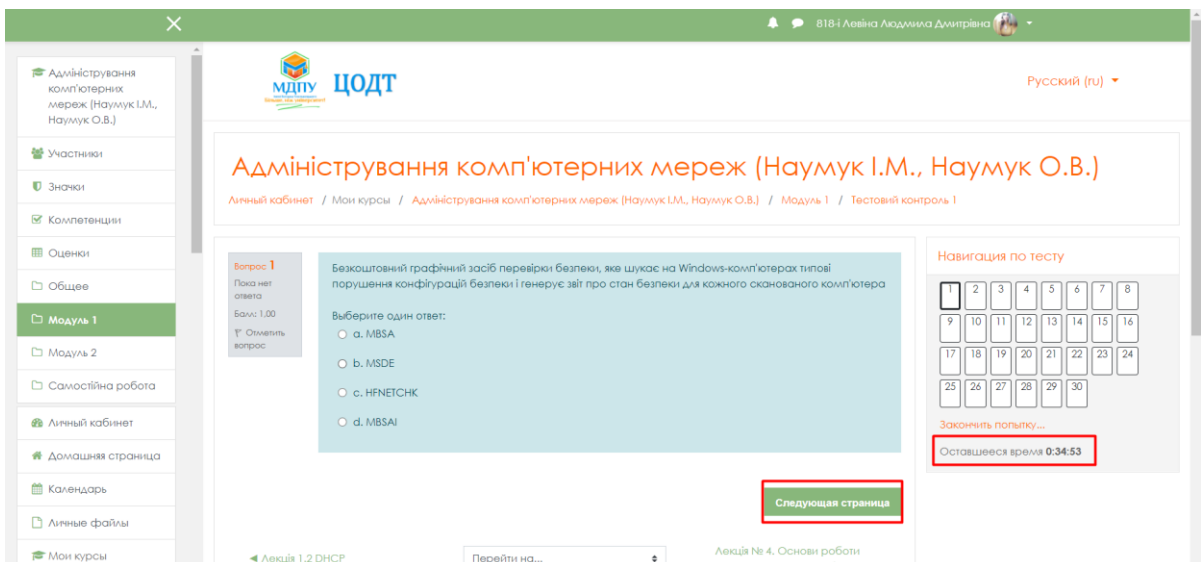 818-і Левіна Людмила Дмитрівна
Адміністрування
комп'ютерних
мереж (Наумук І.М.,
Наумук О.В.)
Участники
Значки
Компетенции
Оценки
Общее
Модуль 1
Модуль 2
Самостійна робота
Личный кабинет
Домашняя страница
Календарь
Личные файлы
Мои курсы
МДПУ
ЦОДТ
Русский (ru)
Адміністрування комп'ютерних мереж (Наумук І.М., Наумук О.В.)
Личный кабинет / Мои курсы / Адміністрування комп'ютерних мереж (Наумук І.М., Наумук О.В.) / Модуль 1 / Тестовий контроль 1
Вопрос 1
Пока нет
ответа
Балл: 1,00
Отметить
вопрос
Безкоштовний графічний засіб перевірки безпеки, яке шукає на Windows-комп'ютерах типові
порушення конфігурацій безпеки і генерує звіт про стан безпеки для кожного сканованого комп'ютера
Выберите один ответ:
a. MBSA
b. MSDE
c. HFNETCHK
d. MBSAI
Следующая страница
◄ Лекція 1.2 DHCP
Перейти на...
Лекція № 4. Основи роботи
Навигация по тесту
1 2 3 4 5 6 7 8
9 10 11 12 13 14 15 16
17 18 19 20 21 22 23 24
25 26 27 28 29 30
Закончить попытку...
Оставшееся время 0:34:53